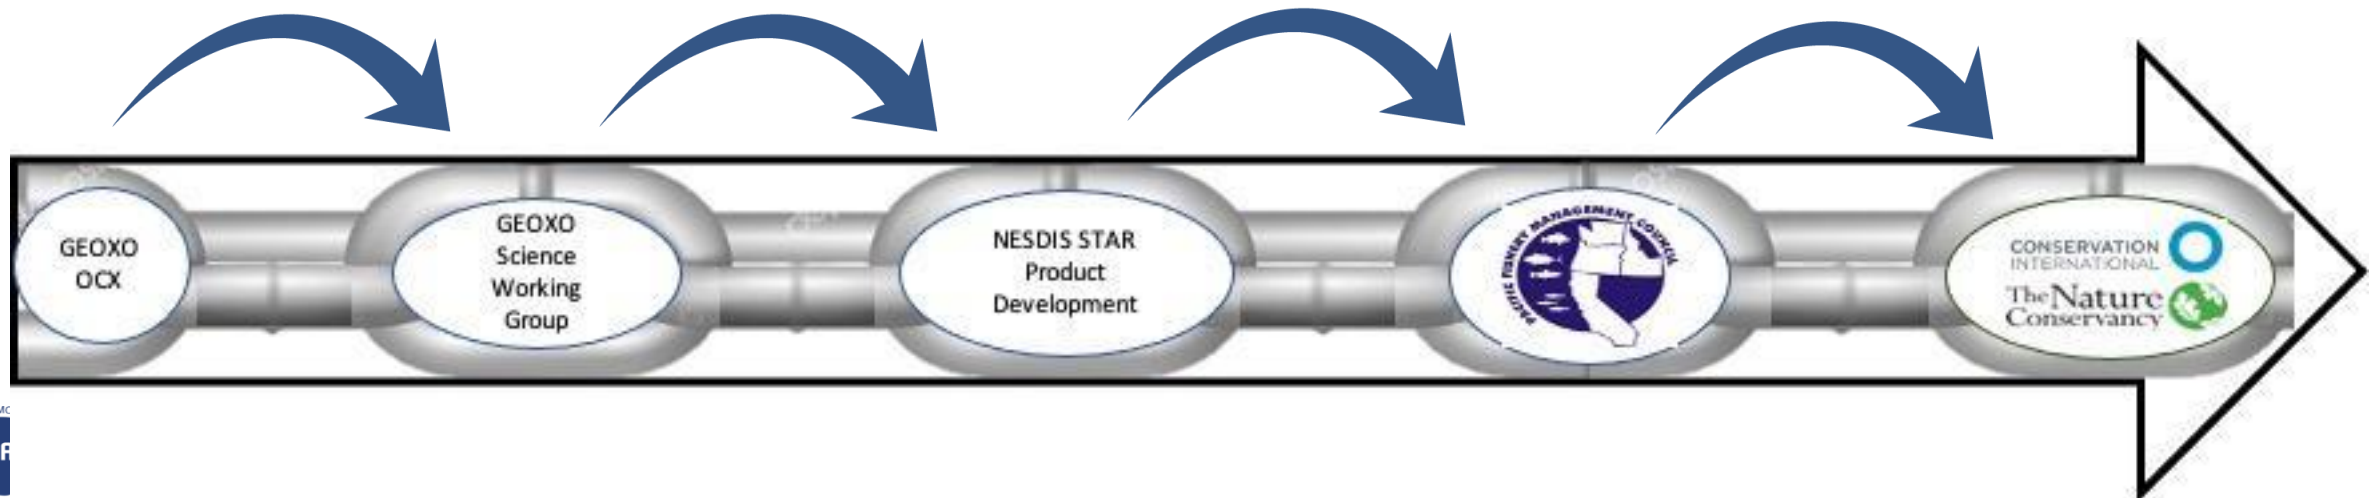 GEOXO
OCX
GEOXO
Science
Working
Group
NESDIS STAR
Product
Development
PACIFIC FISHERY MANAGEMENT COUNCIL
CONSERVATION
INTERNATIONAL
The Nature
Conservancy